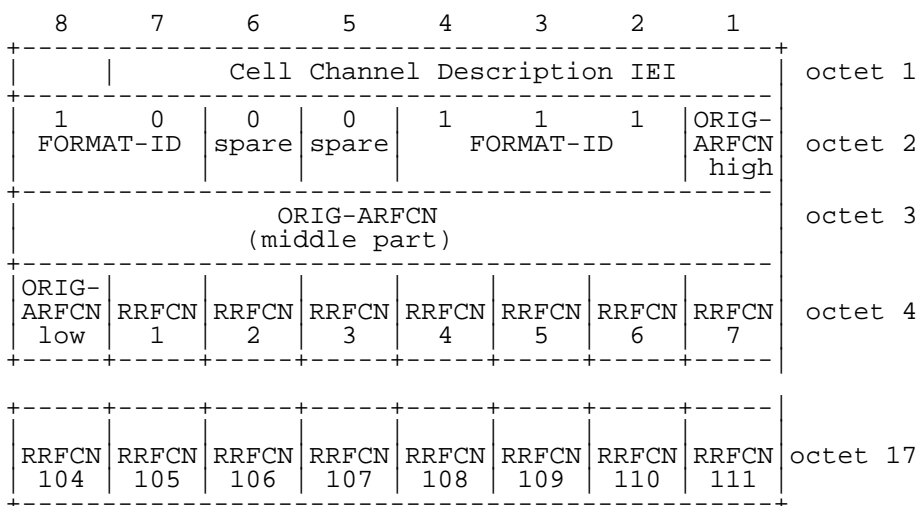 8 7 6 5 4 3 2 1
Cell Channel Description IEI octet 1
1 0 0 0 1 1 1 ORIG-
FORMAT-ID spare spare FORMAT-ID ARFCN octet 2
high
ORIG-ARFCN octet 3
(middle part)
ORIG-
ARFCN RRFCN RRFCN RRFCN RRFCN RRFCN RRFCN RRFCN octet 4
low 1 2 3 4 5 6 7
RRFCN RRFCN RRFCN RRFCN RRFCN RRFCN RRFCN RRFCN octet 17
104 105 106 107 108 109 110 111